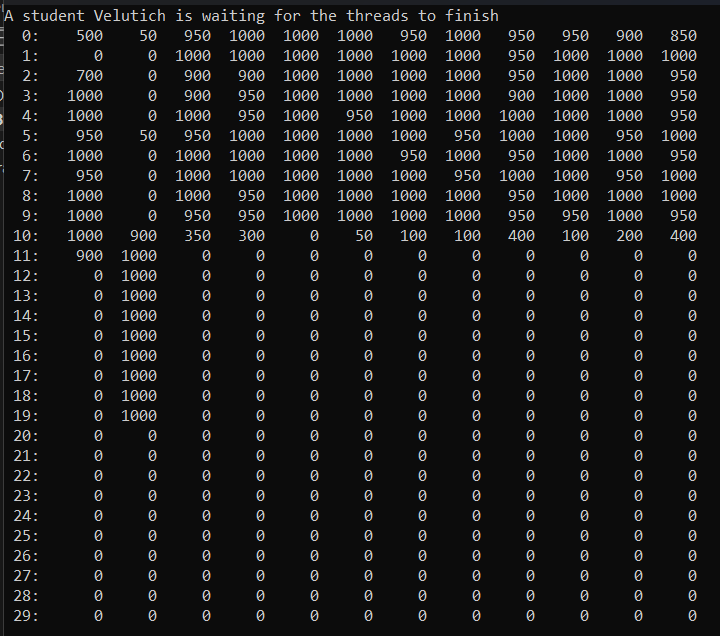 A student Velutich is waiting for the threads to finish
0: 500 50 950 1000 1000 1000 950 1000 950 950 900 850
1: 0 0 1000 1000 1000 1000 1000 1000 950 1000 1000 1000
2: 700 0 900 900 1000 1000 1000 1000 950 1000 1000 950
3: 1000 0 900 950 1000 1000 1000 1000 900 1000 1000 950
4: 1000 0 1000 950 1000 950 1000 1000 1000 1000 1000 950
5: 950 50 950 1000 1000 1000 1000 950 1000 1000 950 1000
6: 1000 0 1000 1000 1000 1000 950 1000 950 1000 1000 950
7: 950 0 1000 1000 1000 1000 1000 950 1000 1000 950 1000
8: 1000 0 1000 950 1000 1000 1000 1000 950 1000 1000 1000
9: 1000 0 950 950 1000 1000 1000 1000 950 950 1000 950
10: 1000 900 350 300 0 50 100 100 400 100 200 400
11: 900 1000 0 0 0 0 0 0 0 0 0 0
12: 0 1000 0 0 0 0 0 0 0 0 0 0
13: 0 1000 0 0 0 0 0 0 0 0 0 0
14: 0 1000 0 0 0 0 0 0 0 0 0 0
15: 0 1000 0 0 0 0 0 0 0 0 0 0
16: 0 1000 0 0 0 0 0 0 0 0 0 0
17: 0 1000 0 0 0 0 0 0 0 0 0 0
18: 0 1000 0 0 0 0 0 0 0 0 0 0
19: 0 1000 0 0 0 0 0 0 0 0 0 0
20: 0 0 0 0 0 0 0 0 0 0 0 0
21: 0 0 0 0 0 0 0 0 0 0 0 0
22: 0 0 0 0 0 0 0 0 0 0 0 0
23: 0 0 0 0 0 0 0 0 0 0 0 0
24: 0 0 0 0 0 0 0 0 0 0 0 0
25: 0 0 0 0 0 0 0 0 0 0 0 0
26: 0 0 0 0 0 0 0 0 0 0 0 0
27: 0 0 0 0 0 0 0 0 0 0 0 0
28: 0 0 0 0 0 0 0 0 0 0 0 0
29: 0 0 0 0 0 0 0 0 0 0 0 0